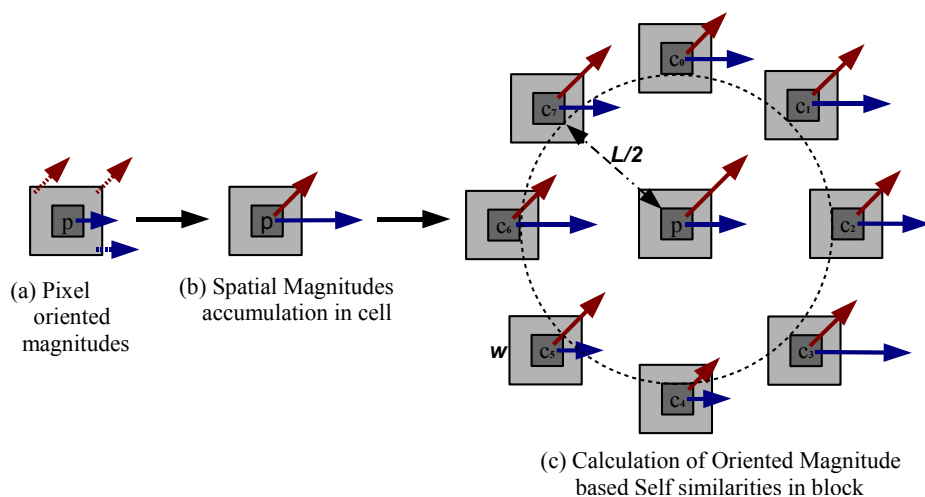 p
(a) Pixel
oriented
magnitudes
p
(b) Spatial Magnitudes
accumulation in cell
c₀
c₁
c₂
c₃
c₄
c₅
c₆
c₇
L/2
p
w
(c) Calculation of Oriented Magnitude
based Self similarities in block